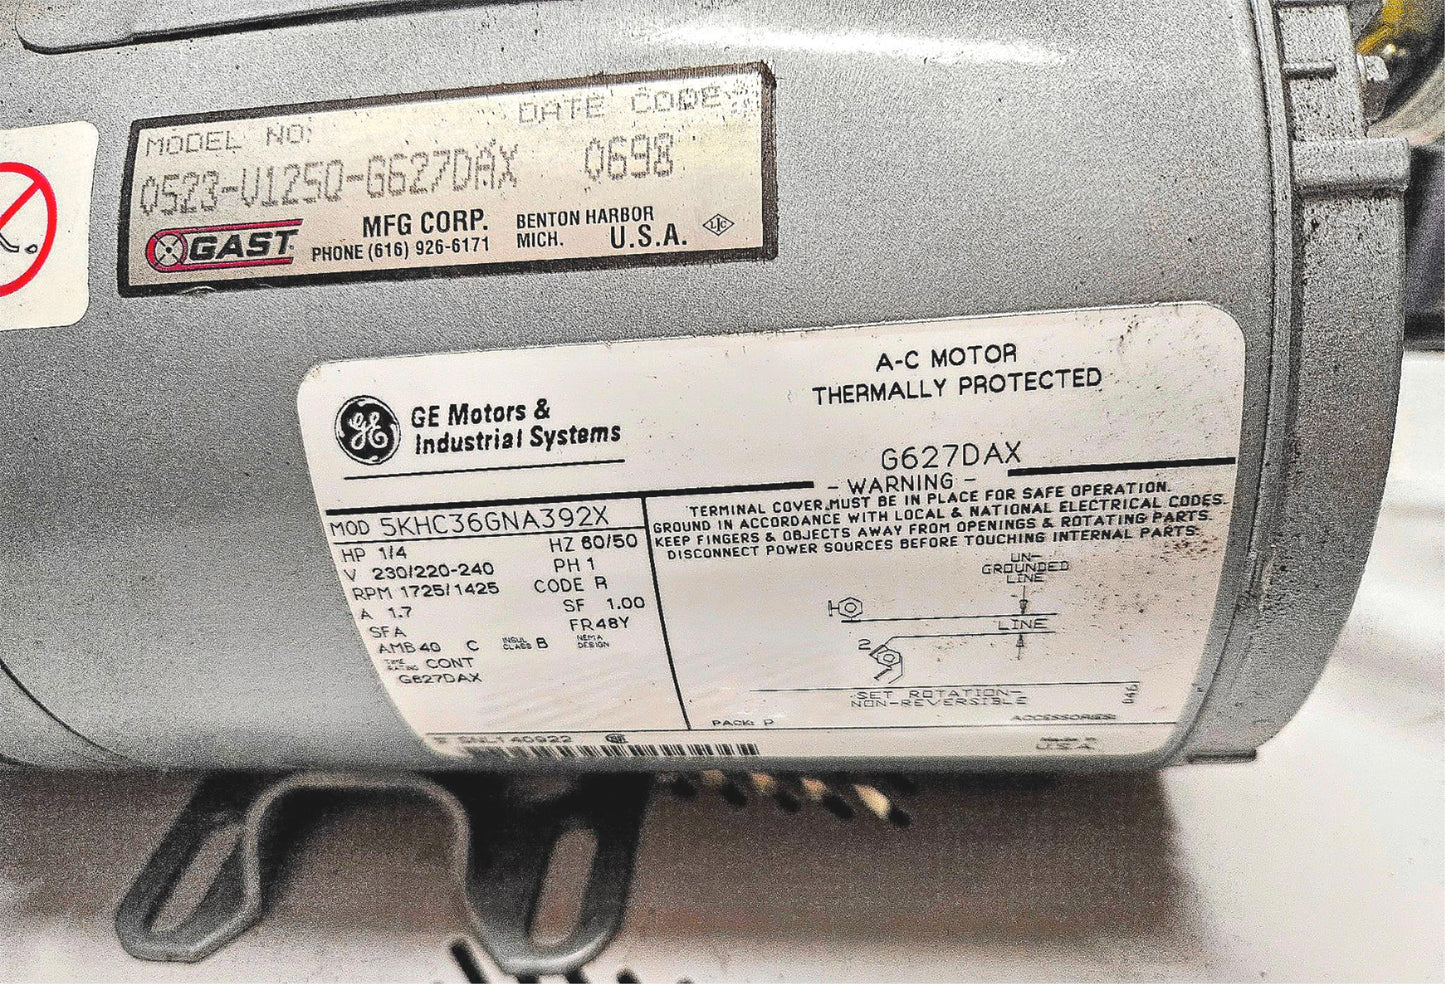 MODEL NO: DATE CODE
0523-V1250-G627DAX 0698
GAST MFG CORP. BENTON HARBOR
PHONE (616) 926-6171 MICH. U.S.A.
A-C MOTOR
THERMALLY PROTECTED
GE Motors &
Industrial Systems
G627DAX
MOD 5KHC36GNA392X
HP 1/4 HZ 60/50
V 230/220-240 PH 1
RPM 1725/1425 CODE R
A 1.7 SF 1.00
SFA FR 48Y
AMB 40 C INSUL CLASS B NEMA DESIGN
TIME RATING CONT
G627DAX
- WARNING -
TERMINAL COVER MUST BE IN PLACE FOR SAFE OPERATION.
GROUND IN ACCORDANCE WITH LOCAL & NATIONAL ELECTRICAL CODES.
KEEP FINGERS & OBJECTS AWAY FROM OPENINGS & ROTATING PARTS.
DISCONNECT POWER SOURCES BEFORE TOUCHING INTERNAL PARTS.
UN-
GROUNDED
LINE
LINE
2
SET ROTATION-
NON-REVERSIBLE
PACK: P
ACCESSORIES:
U.S.A.